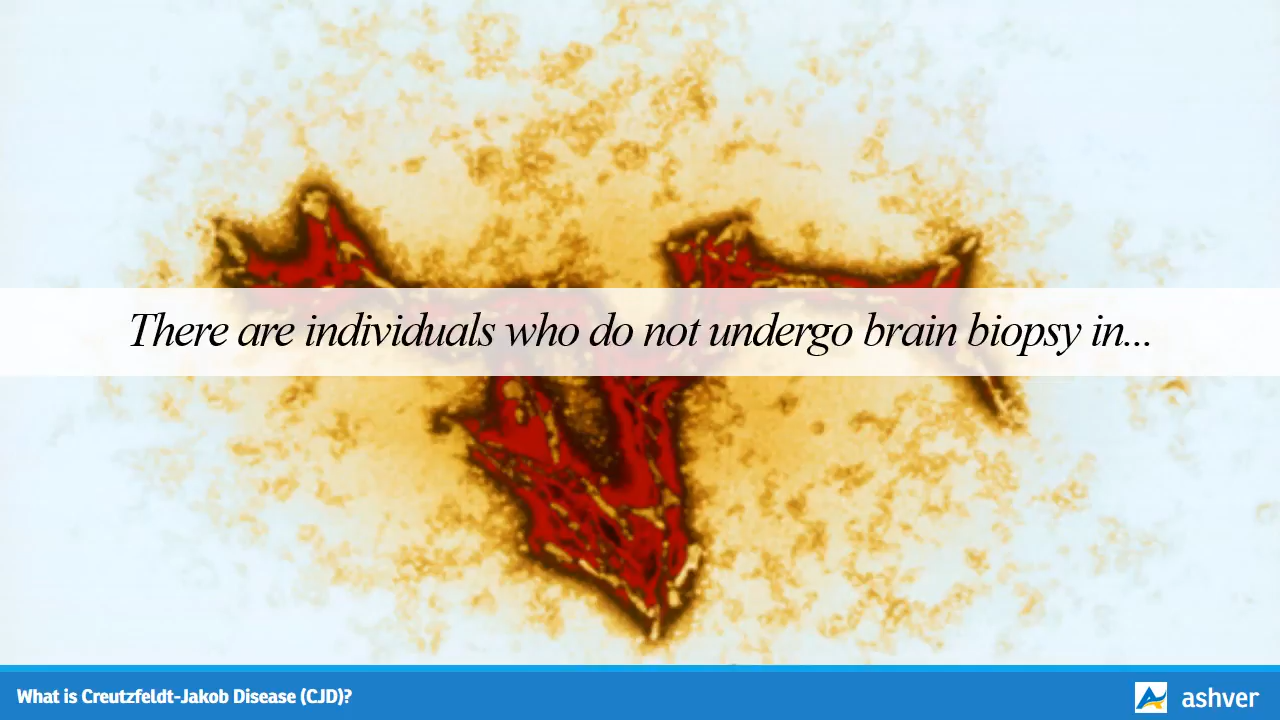 There are individuals who do not undergo brain biopsy in...
What is Creutzfeldt-Jakob Disease (CJD)?
ashver